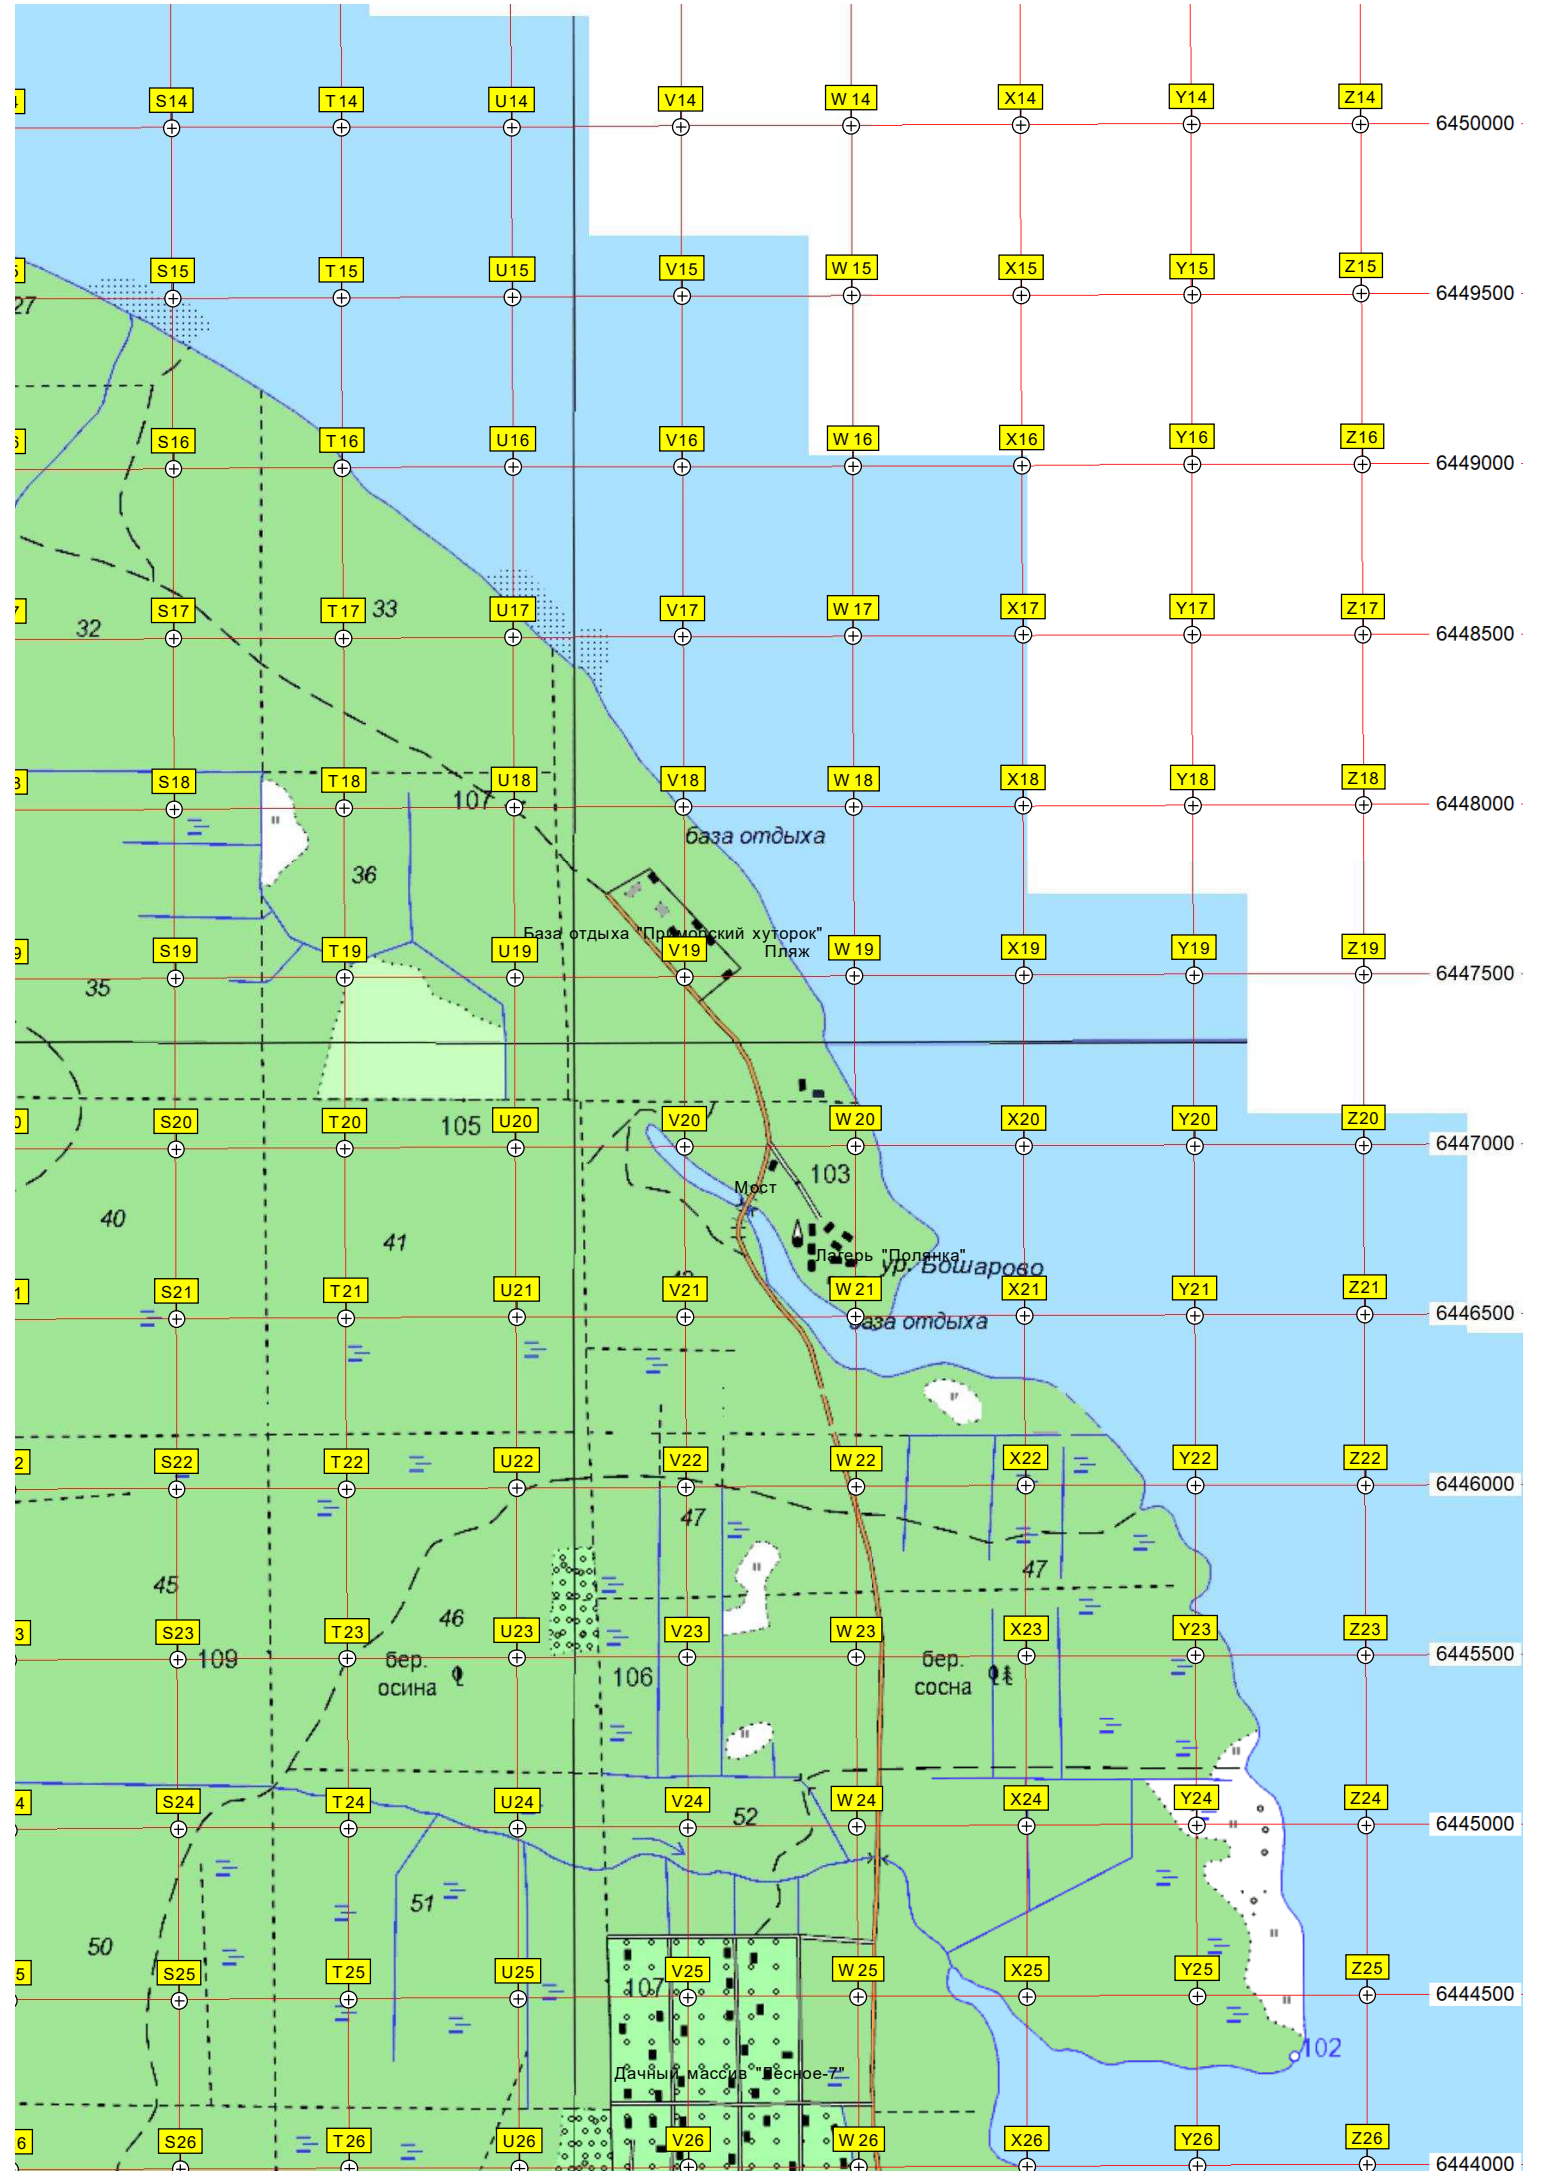 S14 T14 U14 V14 W14 X14 Y14 Z14
6450000
S15 T15 U15 V15 W15 X15 Y15 Z15
6449500
27
S16 T16 U16 V16 W16 X16 Y16 Z16
6449000
S17 T17 33 U17 V17 W17 X17 Y17 Z17
32
6448500
S18 T18 U18 V18 W18 X18 Y18 Z18
107
6448000
база отдыха
36
База отдыха "Приморский хуторок"
S19 T19 U19 V19 Пляж W19 X19 Y19 Z19
6447500
35
S20 T20 105 U20 V20 W20 X20 Y20 Z20
6447000
103
Мост
40
41
Лагерь "Полянка"
ур. Бошарово
S21 T21 U21 V21 W21 X21 Y21 Z21
6446500
база отдыха
S22 T22 U22 V22 W22 X22 Y22 Z22
6446000
47
47
45
46
S23 T23 U23 V23 W23 X23 Y23 Z23
6445500
109
бер.
осина
106
бер.
сосна
S24 T24 U24 V24 52 W24 X24 Y24 Z24
6445000
51
50
S25 T25 U25 107 V25 W25 X25 Y25 Z25
6444500
102
Дачный массив "Лесное-7"
S26 T26 U26 V26 W26 X26 Y26 Z26
6444000